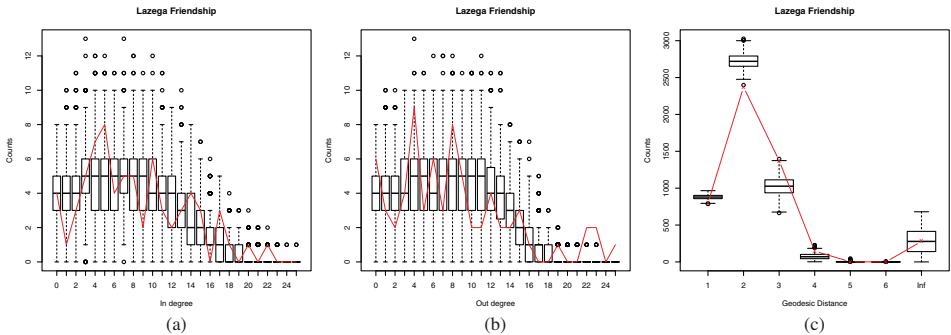 Lazega Friendship
Counts
12
10
8
6
4
2
0
0 2 4 6 8 10 12 14 16 18 20 22 24
In degree
(a)
Lazega Friendship
Counts
12
10
8
6
4
2
0
0 2 4 6 8 10 12 14 16 18 20 22 24
Out degree
(b)
Lazega Friendship
Counts
3000
2500
1500
1000
500
0
1 2 3 4 5 6 Inf
Geodesic Distance
(c)